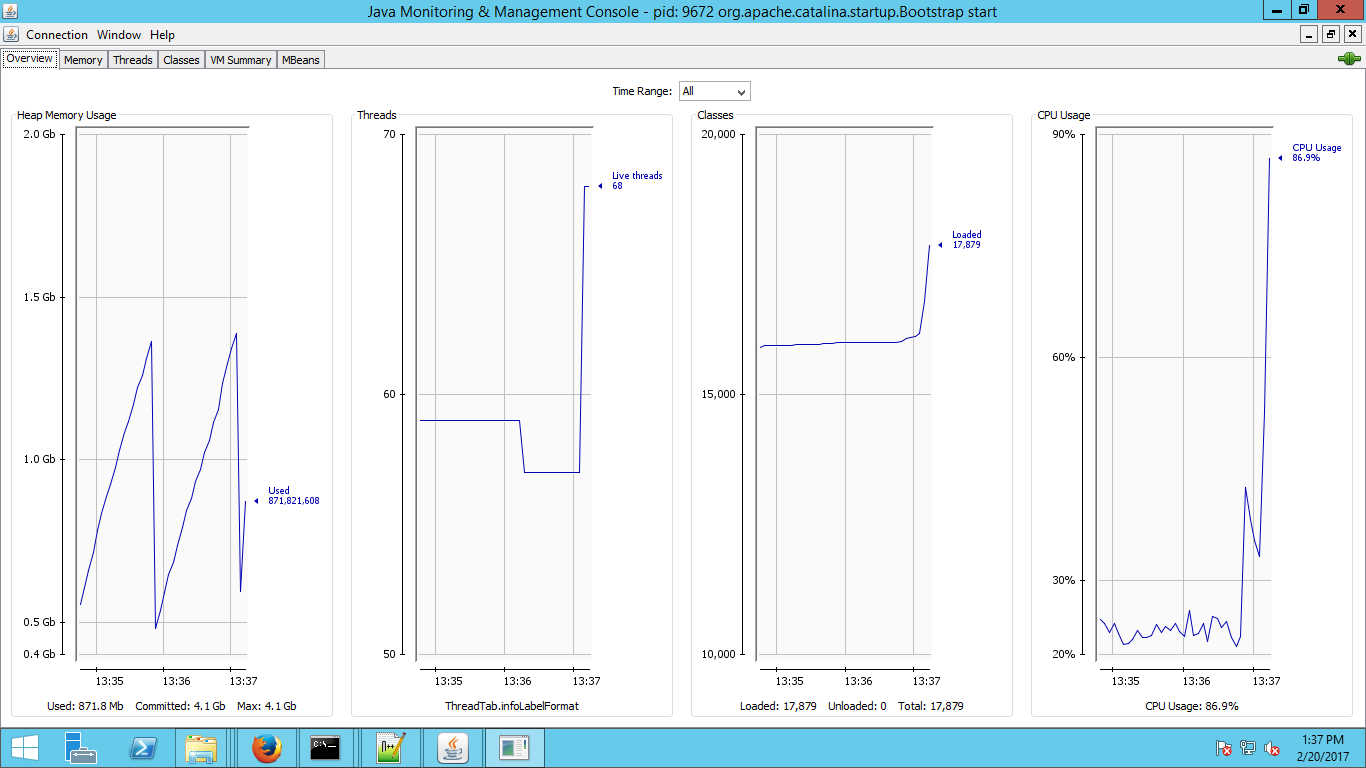 Java Monitoring & Management Console - pid: 9672 org.apache.catalina.startup.Bootstrap start
Connection Window Help
Overview Memory Threads Classes VM Summary MBeans
Time Range: All
Heap Memory Usage
2.0 Gb
1.5 Gb
1.0 Gb
0.5 Gb
0.4 Gb
Used
871,821,608
13:35 13:36 13:37
Used: 871.8 Mb Committed: 4.1 Gb Max: 4.1 Gb
Threads
70
60
50
Live threads
68
13:35 13:36 13:37
ThreadTab.infoLabelFormat
Classes
20,000
15,000
10,000
Loaded
17,879
13:35 13:36 13:37
Loaded: 17,879 Unloaded: 0 Total: 17,879
CPU Usage
90%
60%
30%
20%
CPU Usage
86.9%
13:35 13:36 13:37
CPU Usage: 86.9%
C:\
1:37 PM
2/20/2017